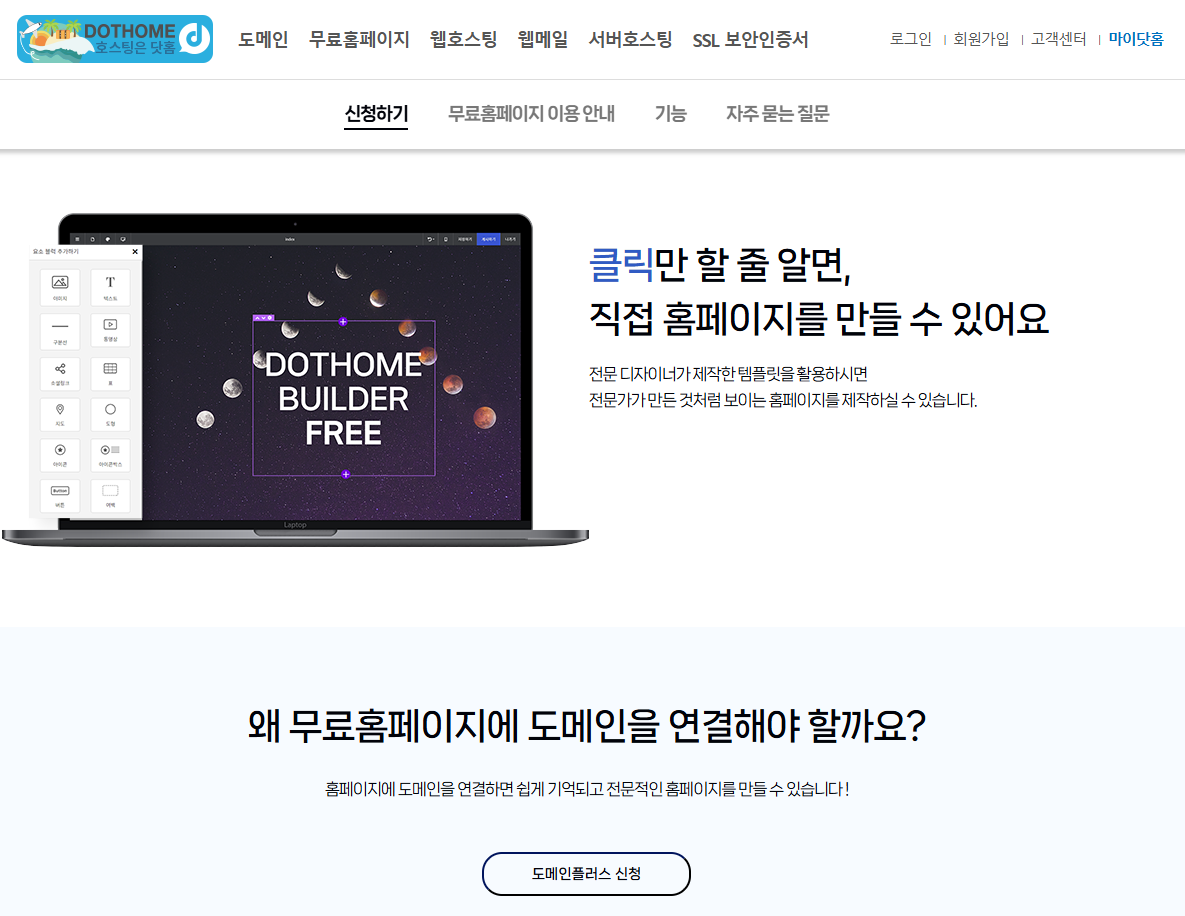 DOTHOME
호스팅은 닷홈
도메인 무료홈페이지 웹호스팅 웹메일 서버호스팅 SSL 보안인증서
로그인 회원가입 고객센터 마이닷홈
신청하기 무료홈페이지 이용 안내 기능 자주 묻는 질문
요소 블럭 추가하기
Index
이미지 텍스트
구분선 동영상
소셜링크 표
지도 도형
아이콘 아이콘박스
Button
버튼 여백
DOTHOME
BUILDER
FREE
Laptop
클릭만 할 줄 알면,
직접 홈페이지를 만들 수 있어요
전문 디자이너가 제작한 템플릿을 활용하시면
전문가가 만든 것처럼 보이는 홈페이지를 제작하실 수 있습니다.
왜 무료홈페이지에 도메인을 연결해야 할까요?
홈페이지에 도메인을 연결하면 쉽게 기억되고 전문적인 홈페이지를 만들 수 있습니다 !
도메인플러스 신청